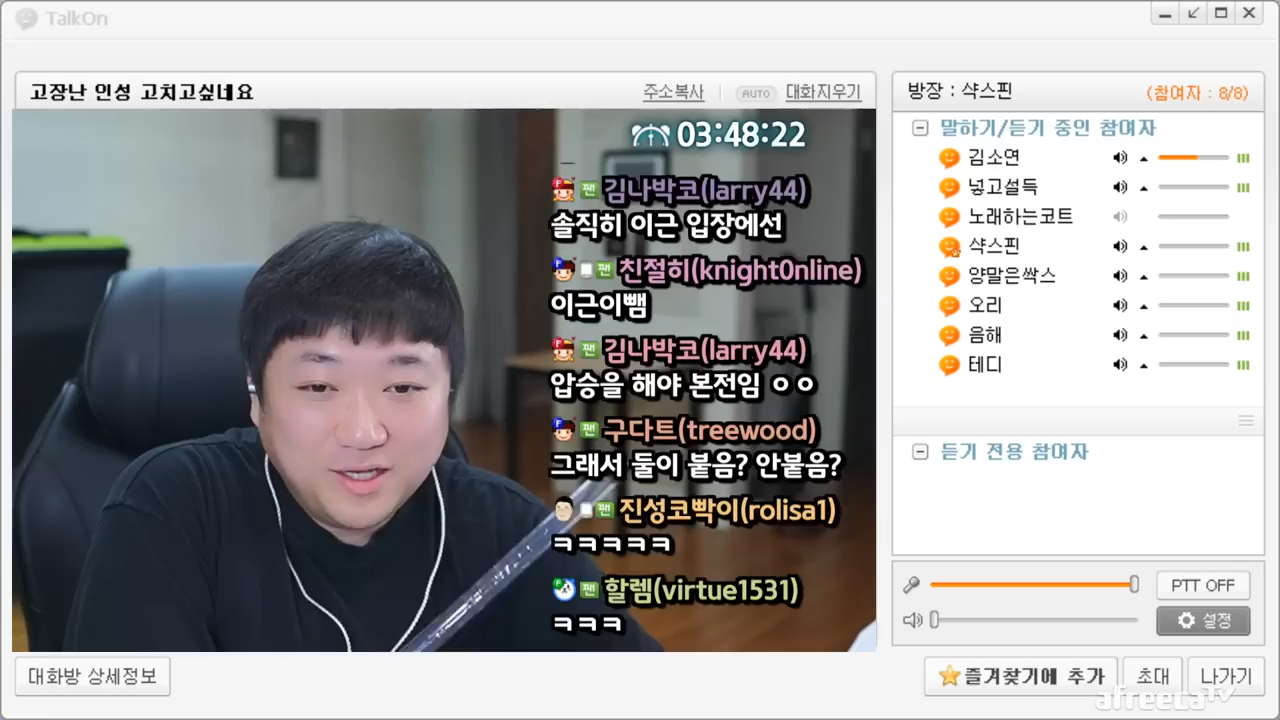 TalkOn
고장난 인성 고치고싶네요
주소복사
AUTO
대화지우기
방장 : 샥스핀
(참여자 : 8/8)
03:48:22
팬 김나박코(larry44)
솔직히 이근 입장에선
팬 친절히(knight0nline)
이근이뺌
팬 김나박코(larry44)
압승을 해야 본전임 ㅇㅇ
팬 구다트(treewood)
그래서 둘이 붙음? 안붙음?
팬 진성코빡이(rolisa1)
ㅋㅋㅋㅋㅋ
팬 할렘(virtue1531)
ㅋㅋㅋ
말하기/듣기 중인 참여자
김소연
넣고설득
노래하는코트
샥스핀
양말은싹스
오리
음해
테디
듣기 전용 참여자
PTT OFF
설정
대화방 상세정보
즐겨찾기에 추가
초대
나가기
afreecaTV